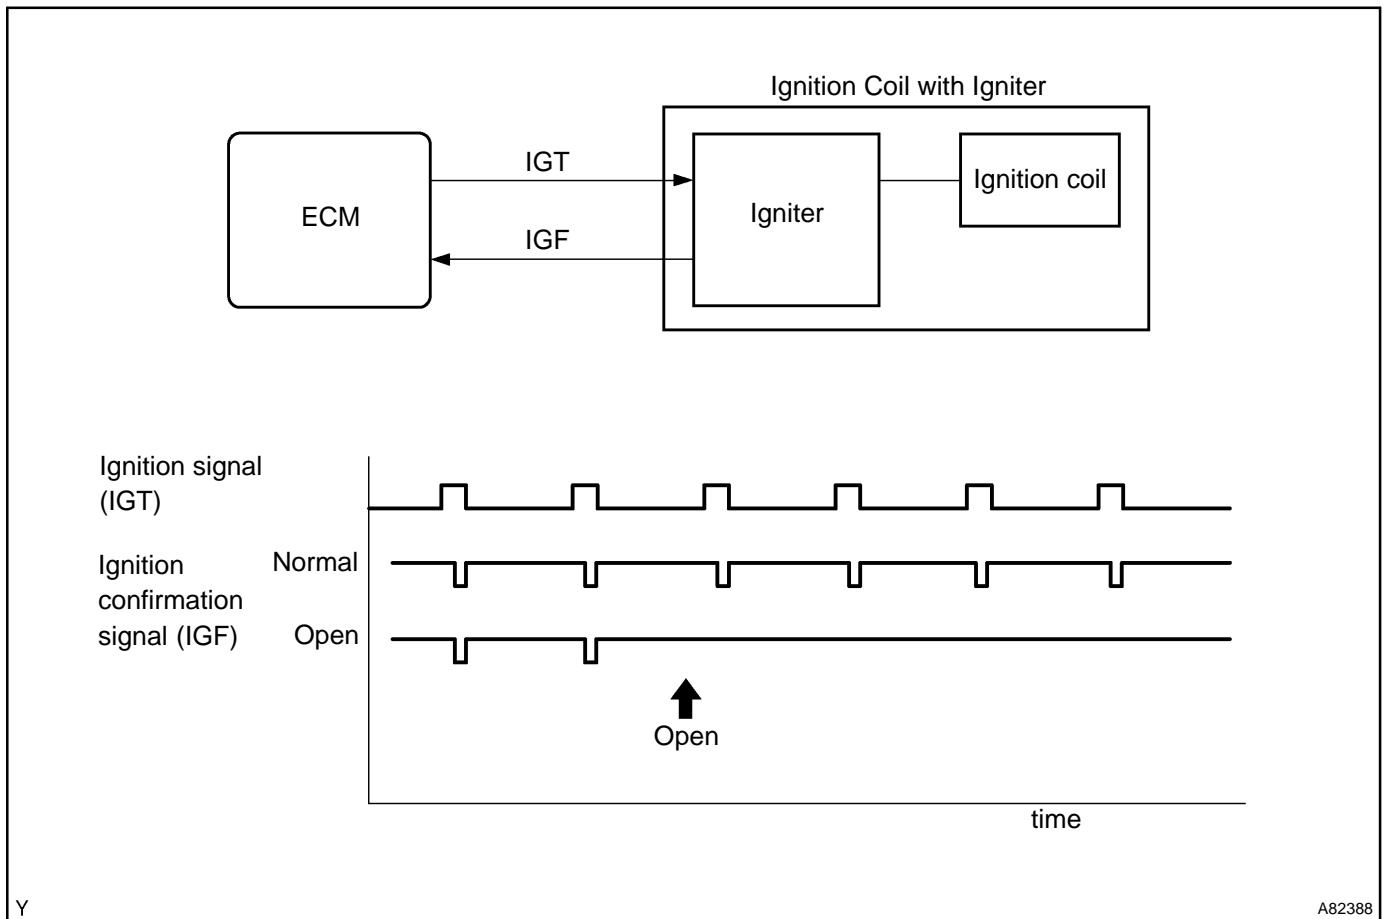 Ignition Coil with Igniter
ECM
IGT
IGF
Igniter
Ignition coil
Ignition signal
(IGT)
Ignition
confirmation
signal (IGF)
Normal
Open
Open
time
Y
A82388